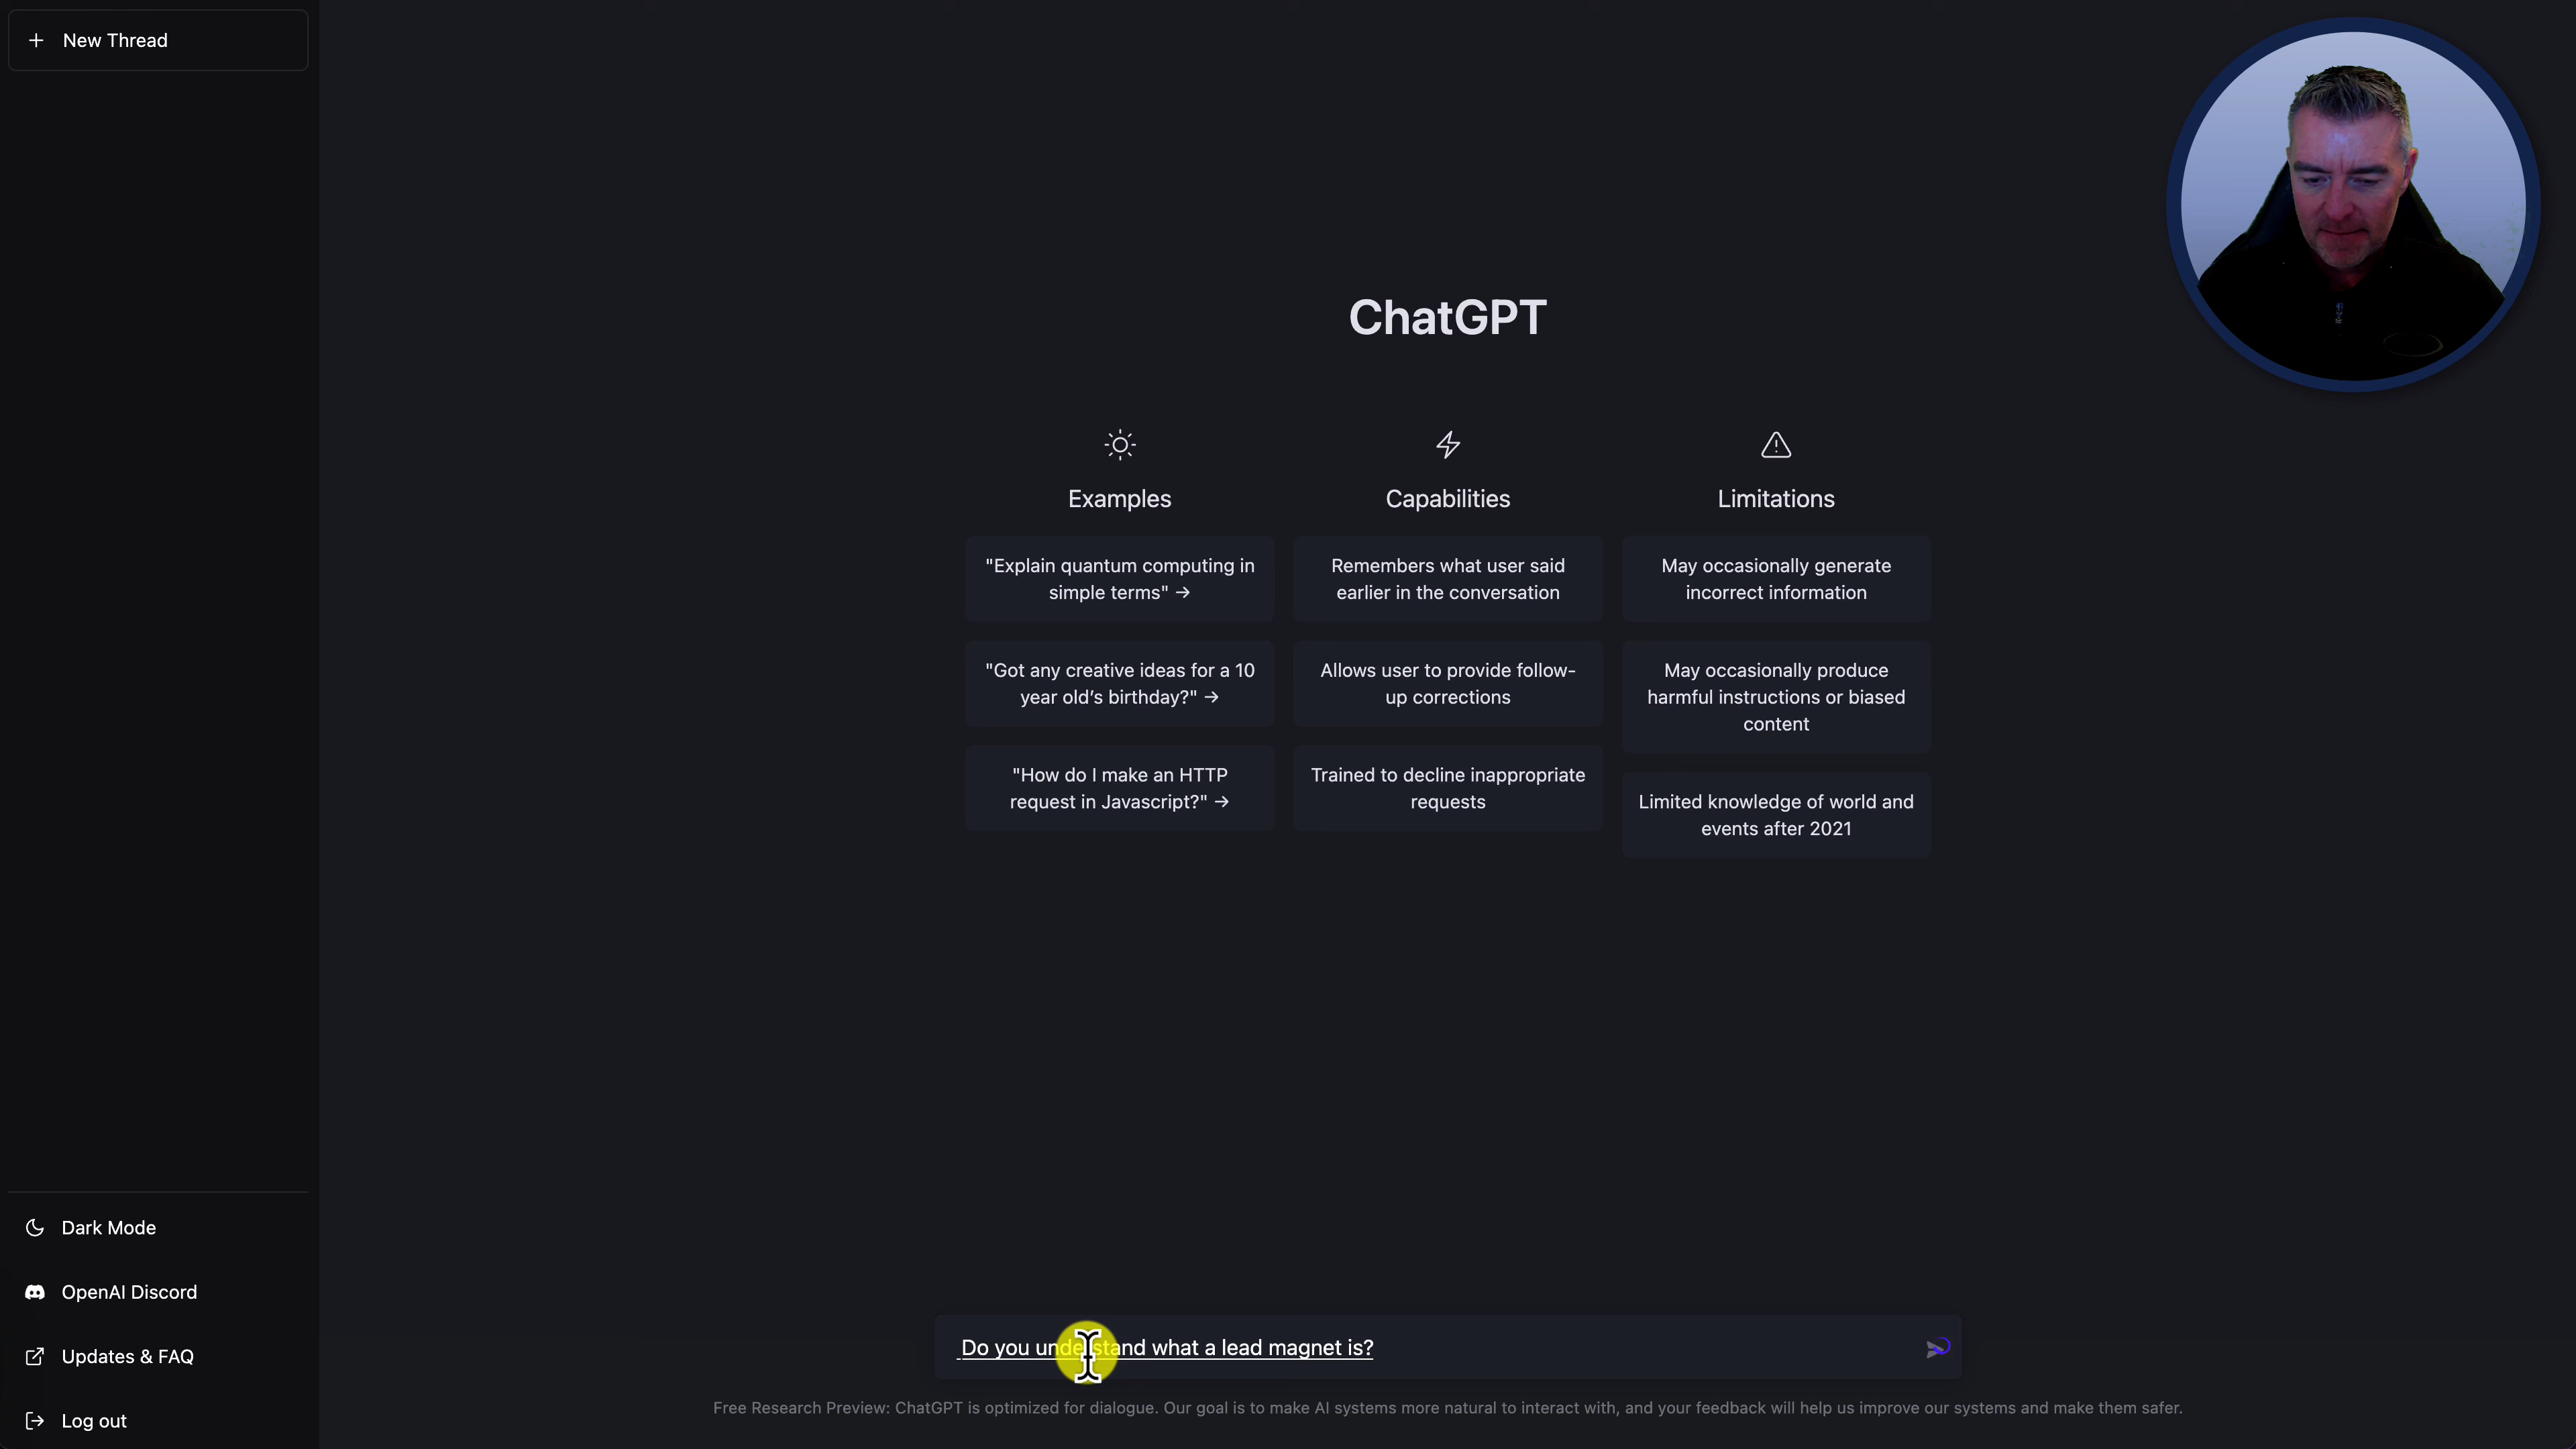 New Thread
ChatGPT
Examples
"Explain quantum computing in
simple terms" →
"Got any creative ideas for a 10
year old's birthday?" →
"How do I make an HTTP
request in Javascript?" →
Capabilities
Remembers what user said
earlier in the conversation
Allows user to provide follow-
up corrections
Trained to decline inappropriate
requests
Limitations
May occasionally generate
incorrect information
May occasionally produce
harmful instructions or biased
content
Limited knowledge of world and
events after 2021
Dark Mode
OpenAI Discord
Updates & FAQ
Log out
Do you understand what a lead magnet is?
Free Research Preview: ChatGPT is optimized for dialogue. Our goal is to make AI systems more natural to interact with, and your feedback will help us improve our systems and make them safer.